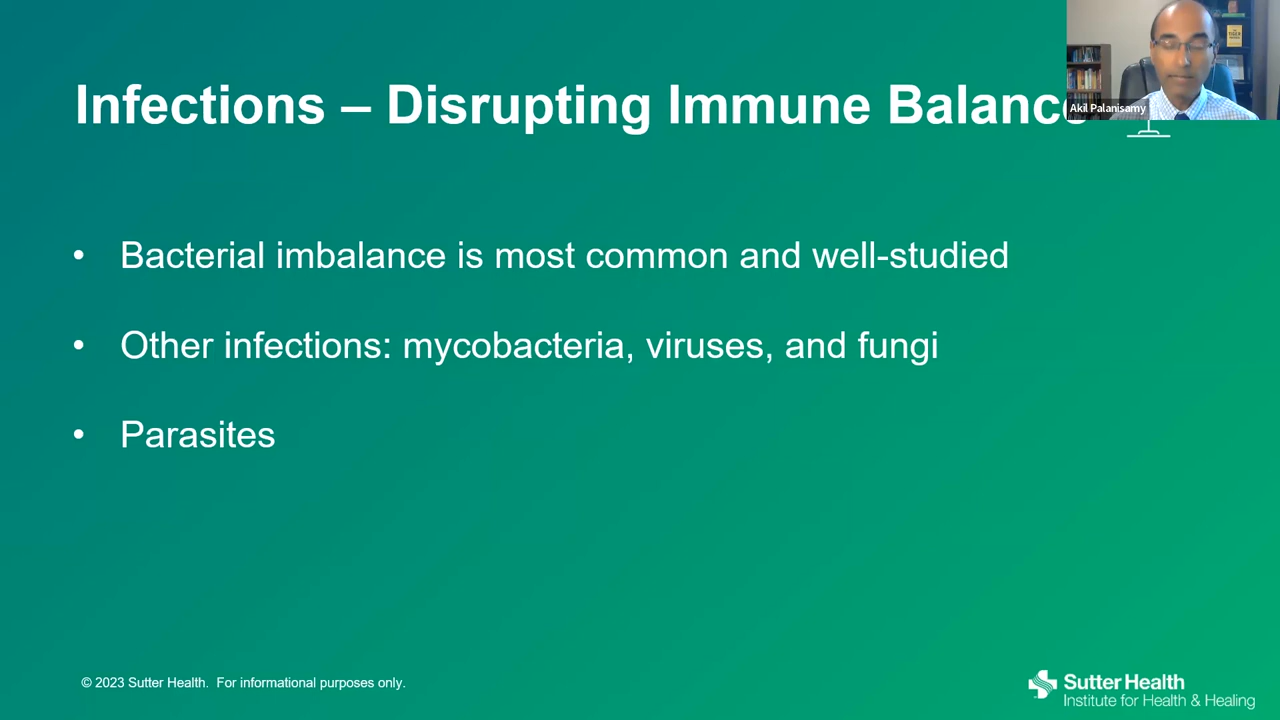 Infections – Disrupting Immune Balance
Akil Palanisamy
• Bacterial imbalance is most common and well-studied
• Other infections: mycobacteria, viruses, and fungi
• Parasites
© 2023 Sutter Health. For informational purposes only.
Sutter Health
Institute for Health & Healing